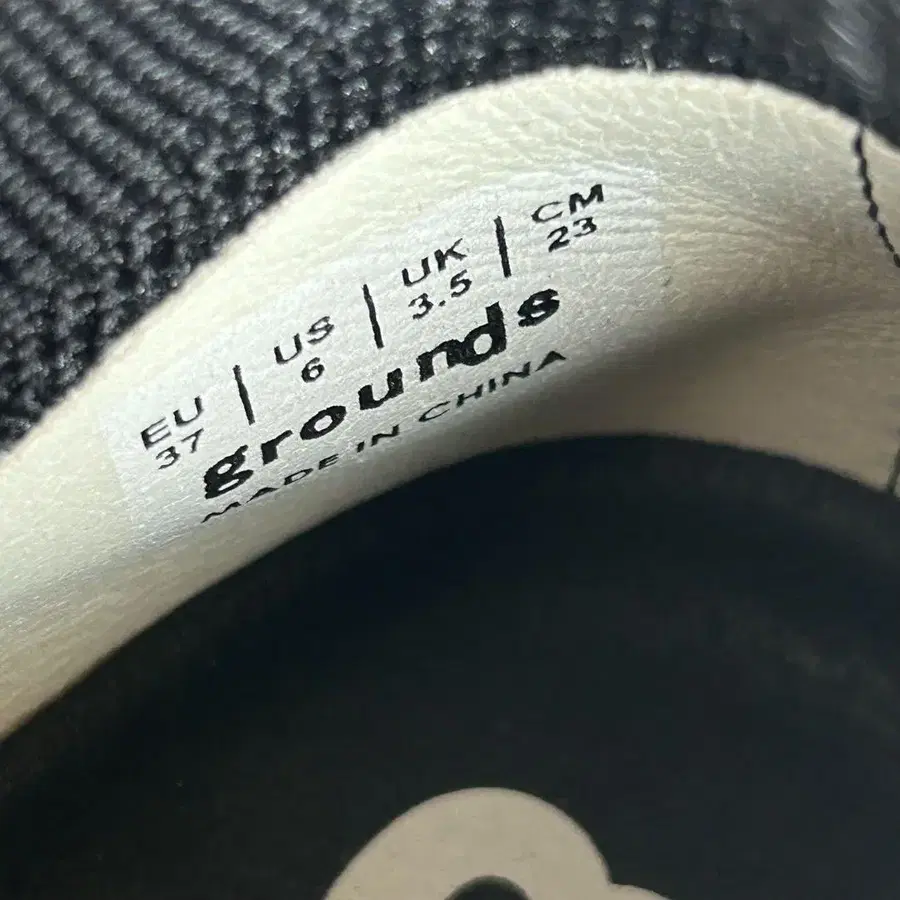 EU | US | UK | CM
37 | 6 | 3.5 | 23
grounds
MADE IN CHINA